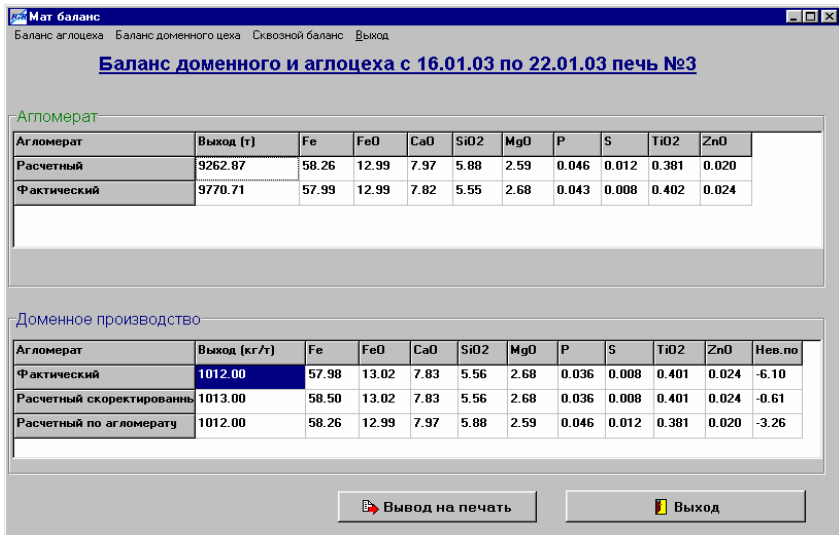 Мат баланс
Баланс аглоцеха Баланс доменного цеха Сквозной баланс Выход
Баланс доменного и аглоцеха с 16.01.03 по 22.01.03 печь №3
Агломерат
Агломерат Выход (т) Fe FeO CaO SiO2 MgO P S TiO2 ZnO
Расчетный 9262.87 58.26 12.99 7.97 5.88 2.59 0.046 0.012 0.381 0.020
Фактический 9770.71 57.99 12.99 7.82 5.55 2.68 0.043 0.008 0.402 0.024
Доменное производство
Агломерат Выход (кг/т) Fe FeO CaO SiO2 MgO P S TiO2 ZnO Нев.по
Фактический 1012.00 57.98 13.02 7.83 5.56 2.68 0.036 0.008 0.401 0.024 -6.10
Расчетный скоректированнь 1013.00 58.50 13.02 7.83 5.56 2.68 0.036 0.008 0.401 0.024 -0.61
Расчетный по агломерату 1012.00 58.26 12.99 7.97 5.88 2.59 0.046 0.012 0.381 0.020 -3.26
Вывод на печать Выход